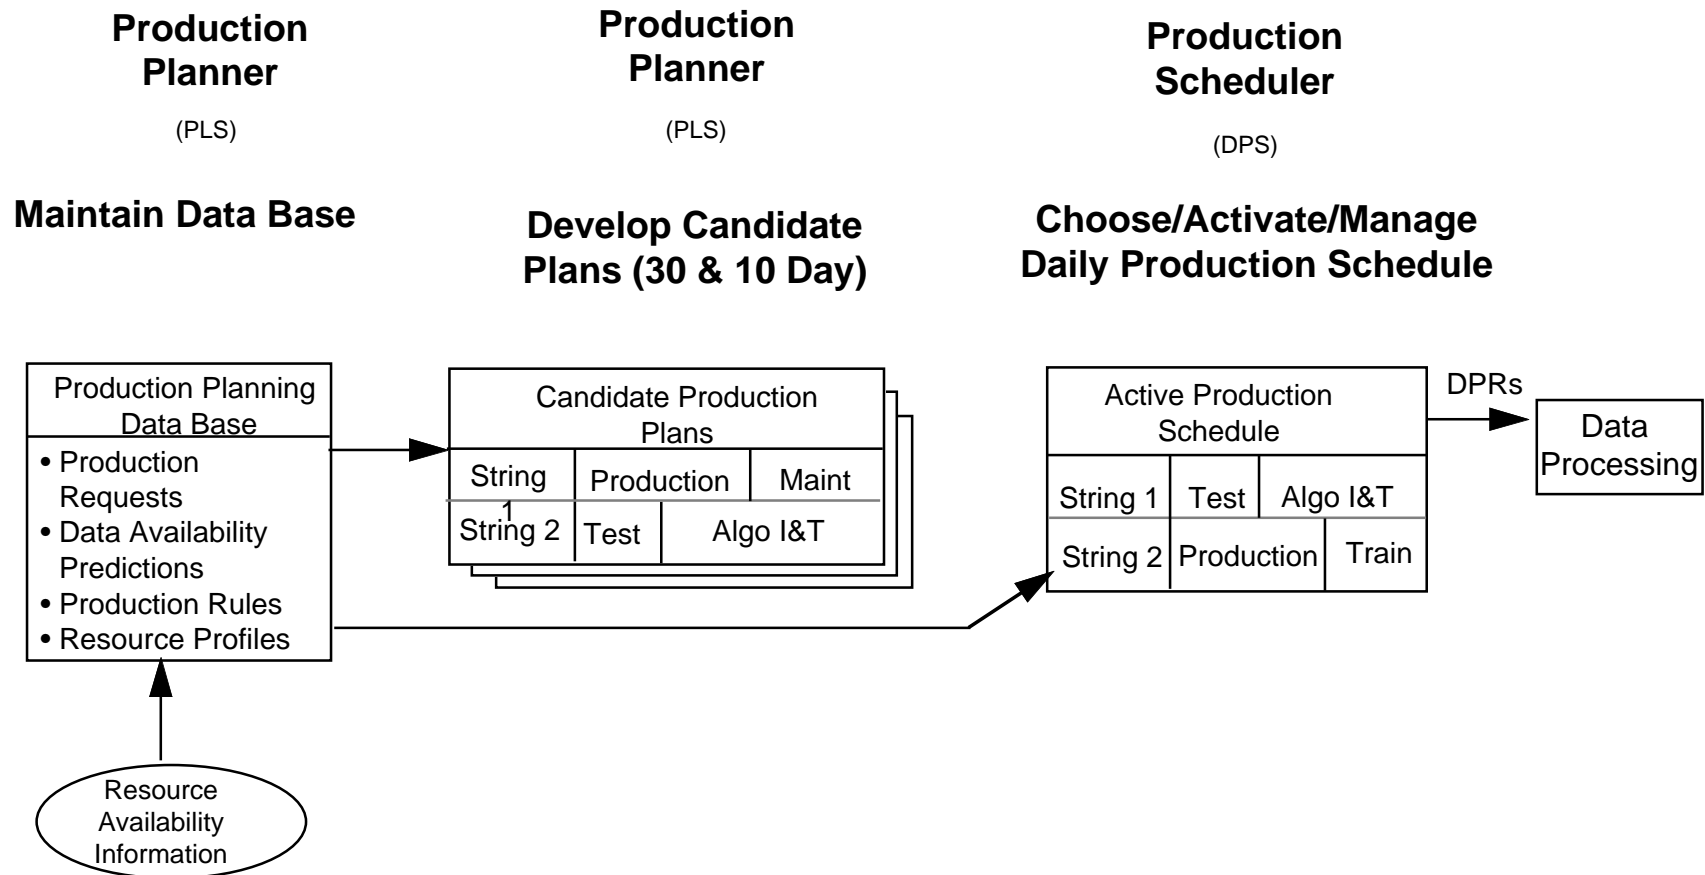 Production
Planner
(PLS)
Maintain Data Base
Production
Planner
(PLS)
Develop Candidate
Plans (30 & 10 Day)
Production
Scheduler
(DPS)
Choose/Activate/Manage
Daily Production Schedule
Production Planning
Data Base
• Production
Requests
• Data Availability
Predictions
• Production Rules
• Resource Profiles
Resource
Availability
Information
Candidate Production
Plans
String
1
Production
Maint
String 2
Test
Algo I&T
Active Production
Schedule
String 1
Test
Algo I&T
String 2
Production
Train
DPRs
Data
Processing